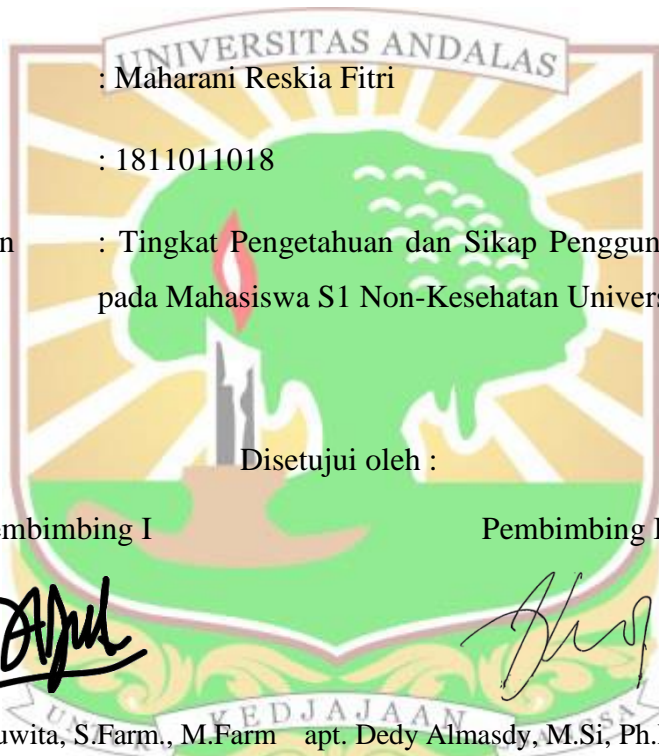 UNIVERSITAS ANDALAS
: Maharani Reskia Fitri
: 1811011018
n : Tingkat Pengetahuan dan Sikap Penggun
pada Mahasiswa S1 Non-Kesehatan Univers
Disetujui oleh :
embimbing I Pembimbing I
KEDJAJAAN
uwita, S.Farm., M.Farm apt. Dedy Almasdy, M.Si, Ph.